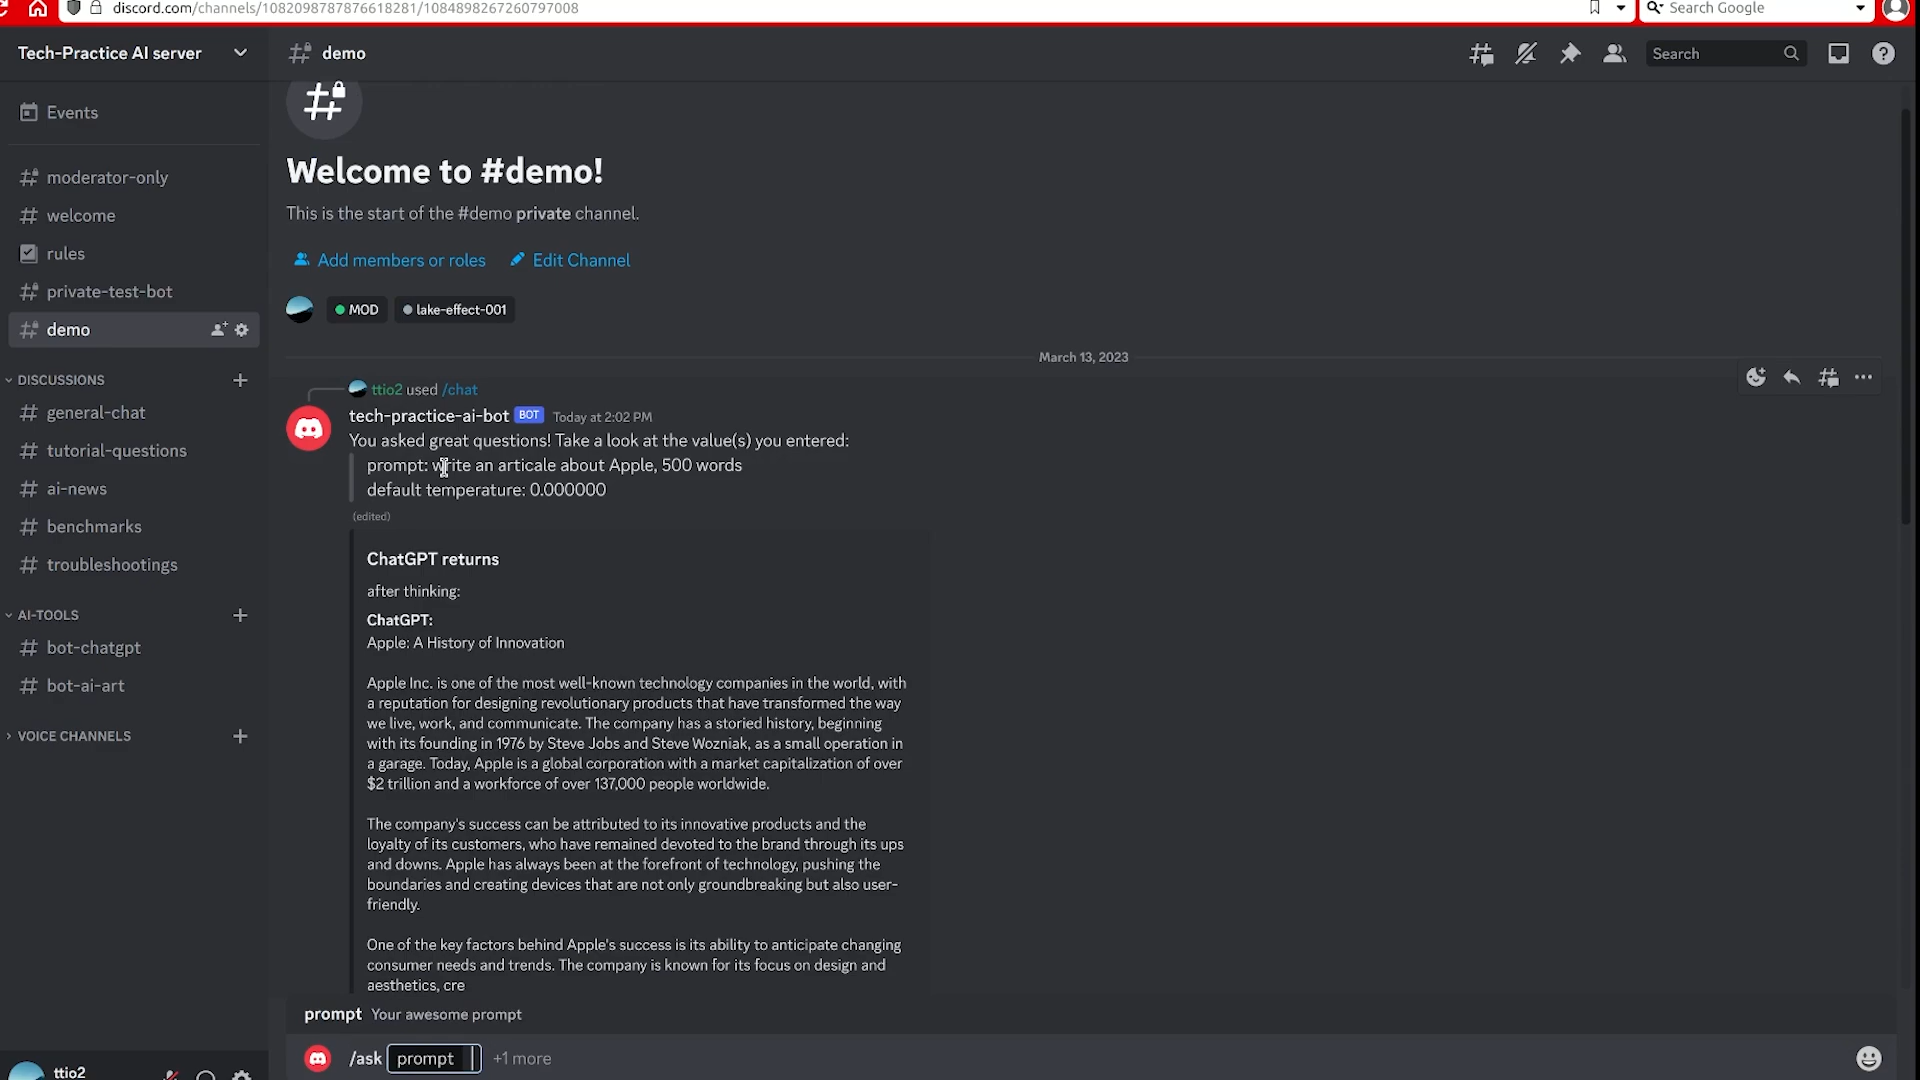 discord.com/channels/1082098787876618281/1084898267260797008
Search Google
Tech-Practice AI server
demo
Search
Events
moderator-only
welcome
rules
private-test-bot
demo
DISCUSSIONS
general-chat
tutorial-questions
ai-news
benchmarks
troubleshootings
AI-TOOLS
bot-chatgpt
bot-ai-art
VOICE CHANNELS
ttio2
Welcome to #demo!
This is the start of the #demo private channel.
Add members or roles
Edit Channel
MOD
lake-effect-001
March 13, 2023
ttio2 used /chat
tech-practice-ai-bot BOT Today at 2:02 PM
You asked great questions! Take a look at the value(s) you entered:
prompt: write an articale about Apple, 500 words
default temperature: 0.000000
(edited)
ChatGPT returns
after thinking:
ChatGPT:
Apple: A History of Innovation
Apple Inc. is one of the most well-known technology companies in the world, with
a reputation for designing revolutionary products that have transformed the way
we live, work, and communicate. The company has a storied history, beginning
with its founding in 1976 by Steve Jobs and Steve Wozniak, as a small operation in
a garage. Today, Apple is a global corporation with a market capitalization of over
$2 trillion and a workforce of over 137,000 people worldwide.
The company's success can be attributed to its innovative products and the
loyalty of its customers, who have remained devoted to the brand through its ups
and downs. Apple has always been at the forefront of technology, pushing the
boundaries and creating devices that are not only groundbreaking but also user-
friendly.
One of the key factors behind Apple's success is its ability to anticipate changing
consumer needs and trends. The company is known for its focus on design and
aesthetics, cre
prompt Your awesome prompt
/ask prompt +1 more